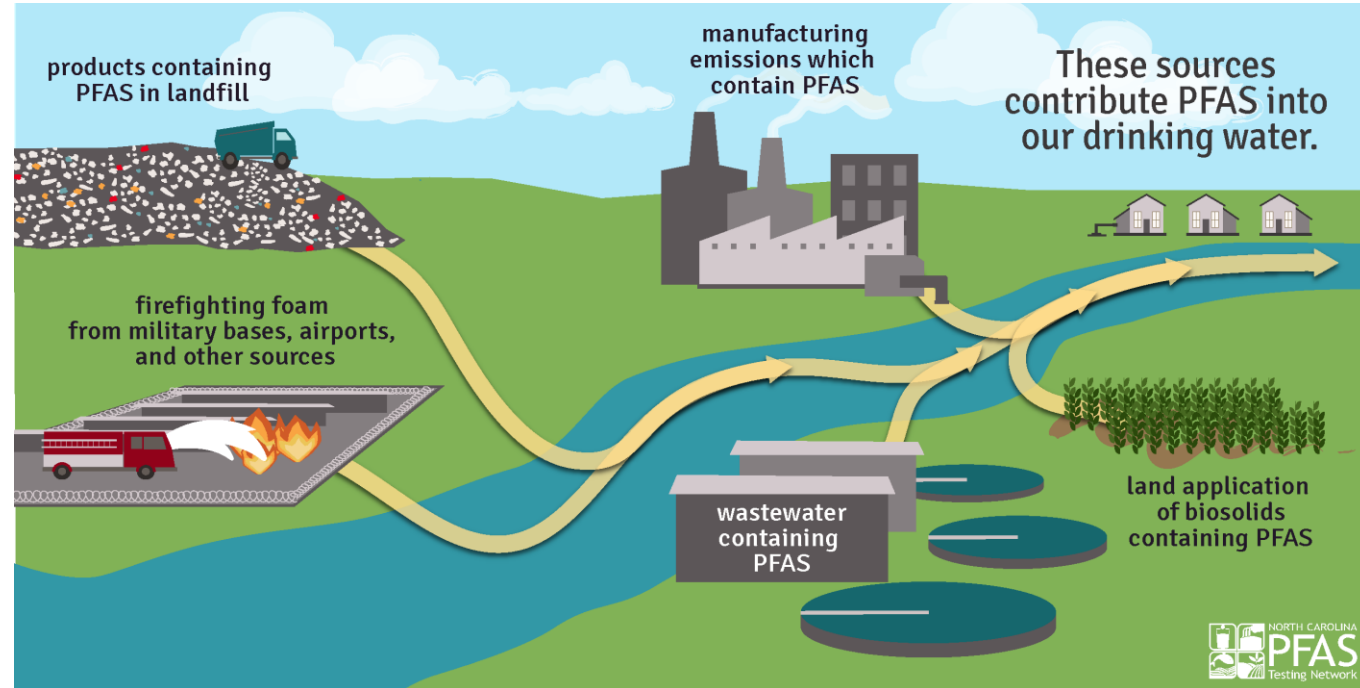 products containing
PFAS in landfill
manufacturing
emissions which
contain PFAS
These sources
contribute PFAS into
our drinking water.
firefighting foam
from military bases, airports,
and other sources
wastewater
containing
PFAS
land application
of biosolids
containing PFAS
NORTH CAROLINA
PFAS
Testing Network